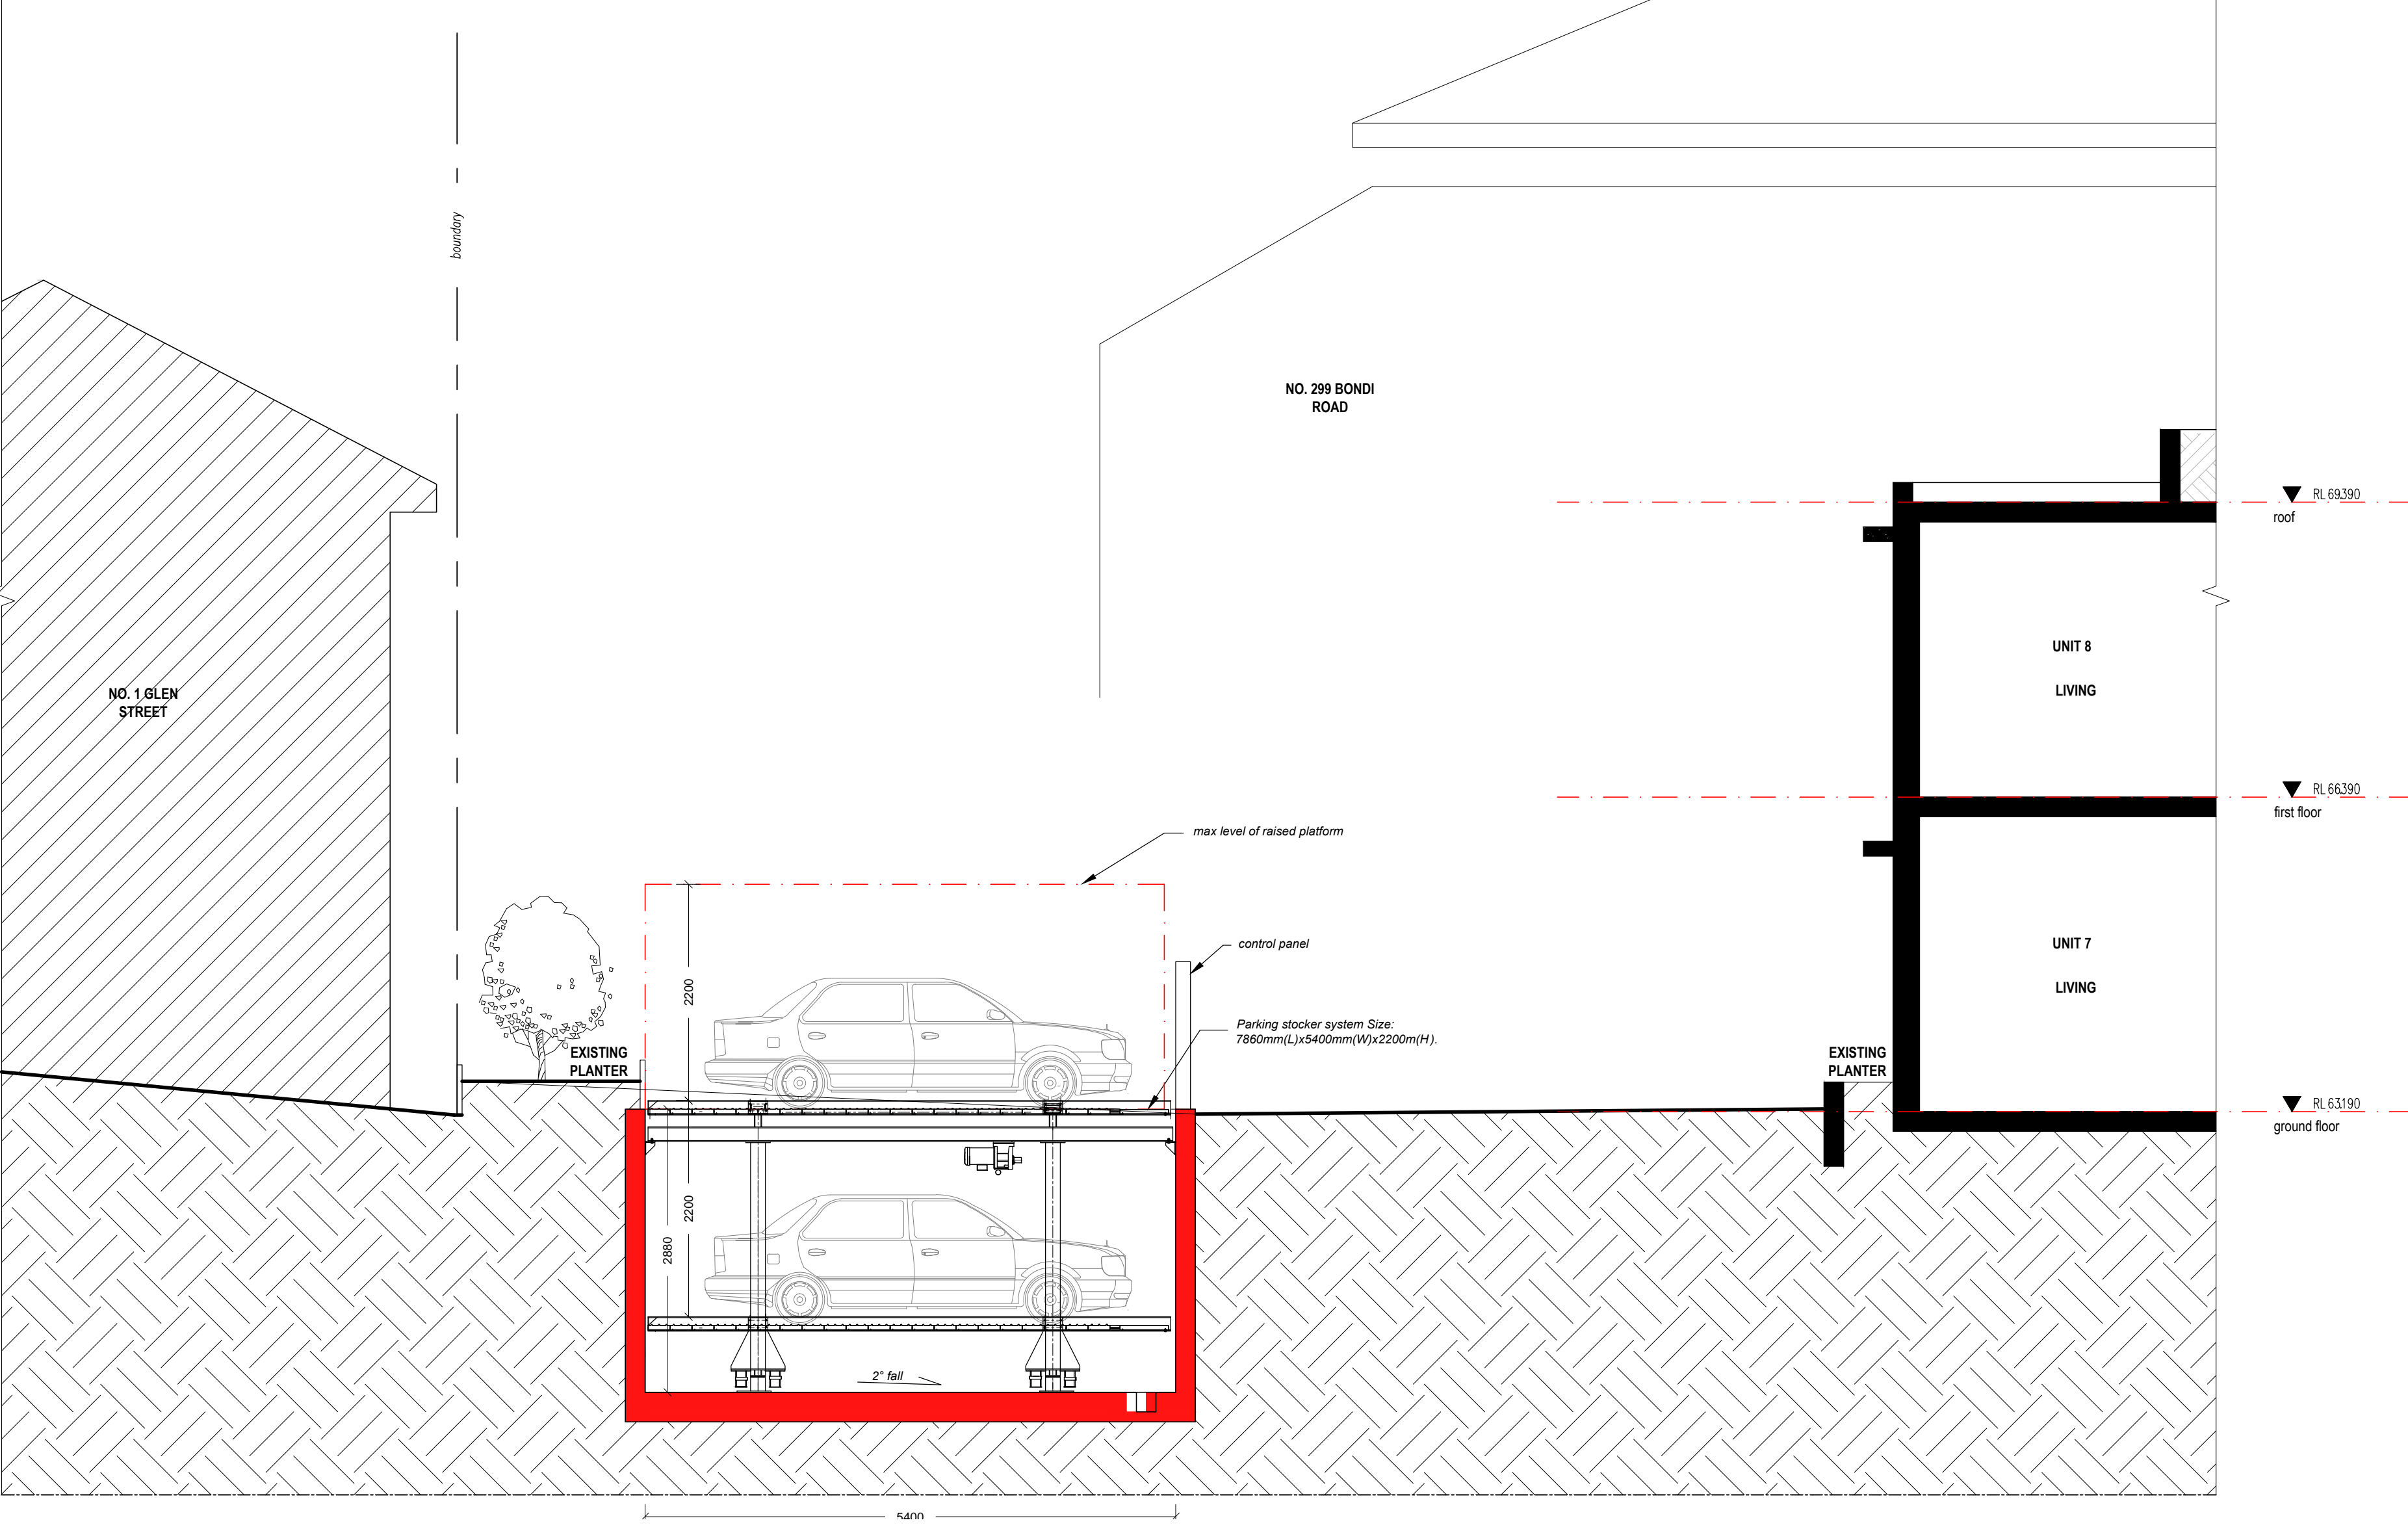 boundary
NO. 299 BONDI
ROAD
RL 69.390
roof
UNIT 8
LIVING
NO. 1 GLEN
STREET
RL 66.390
first floor
max level of raised platform
control panel
UNIT 7
LIVING
2200
Parking stocker system Size:
7860mm(L)x5400mm(W)x2200m(H).
EXISTING
PLANTER
EXISTING
PLANTER
RL 63.190
ground floor
2200
2880
2° fall
5400